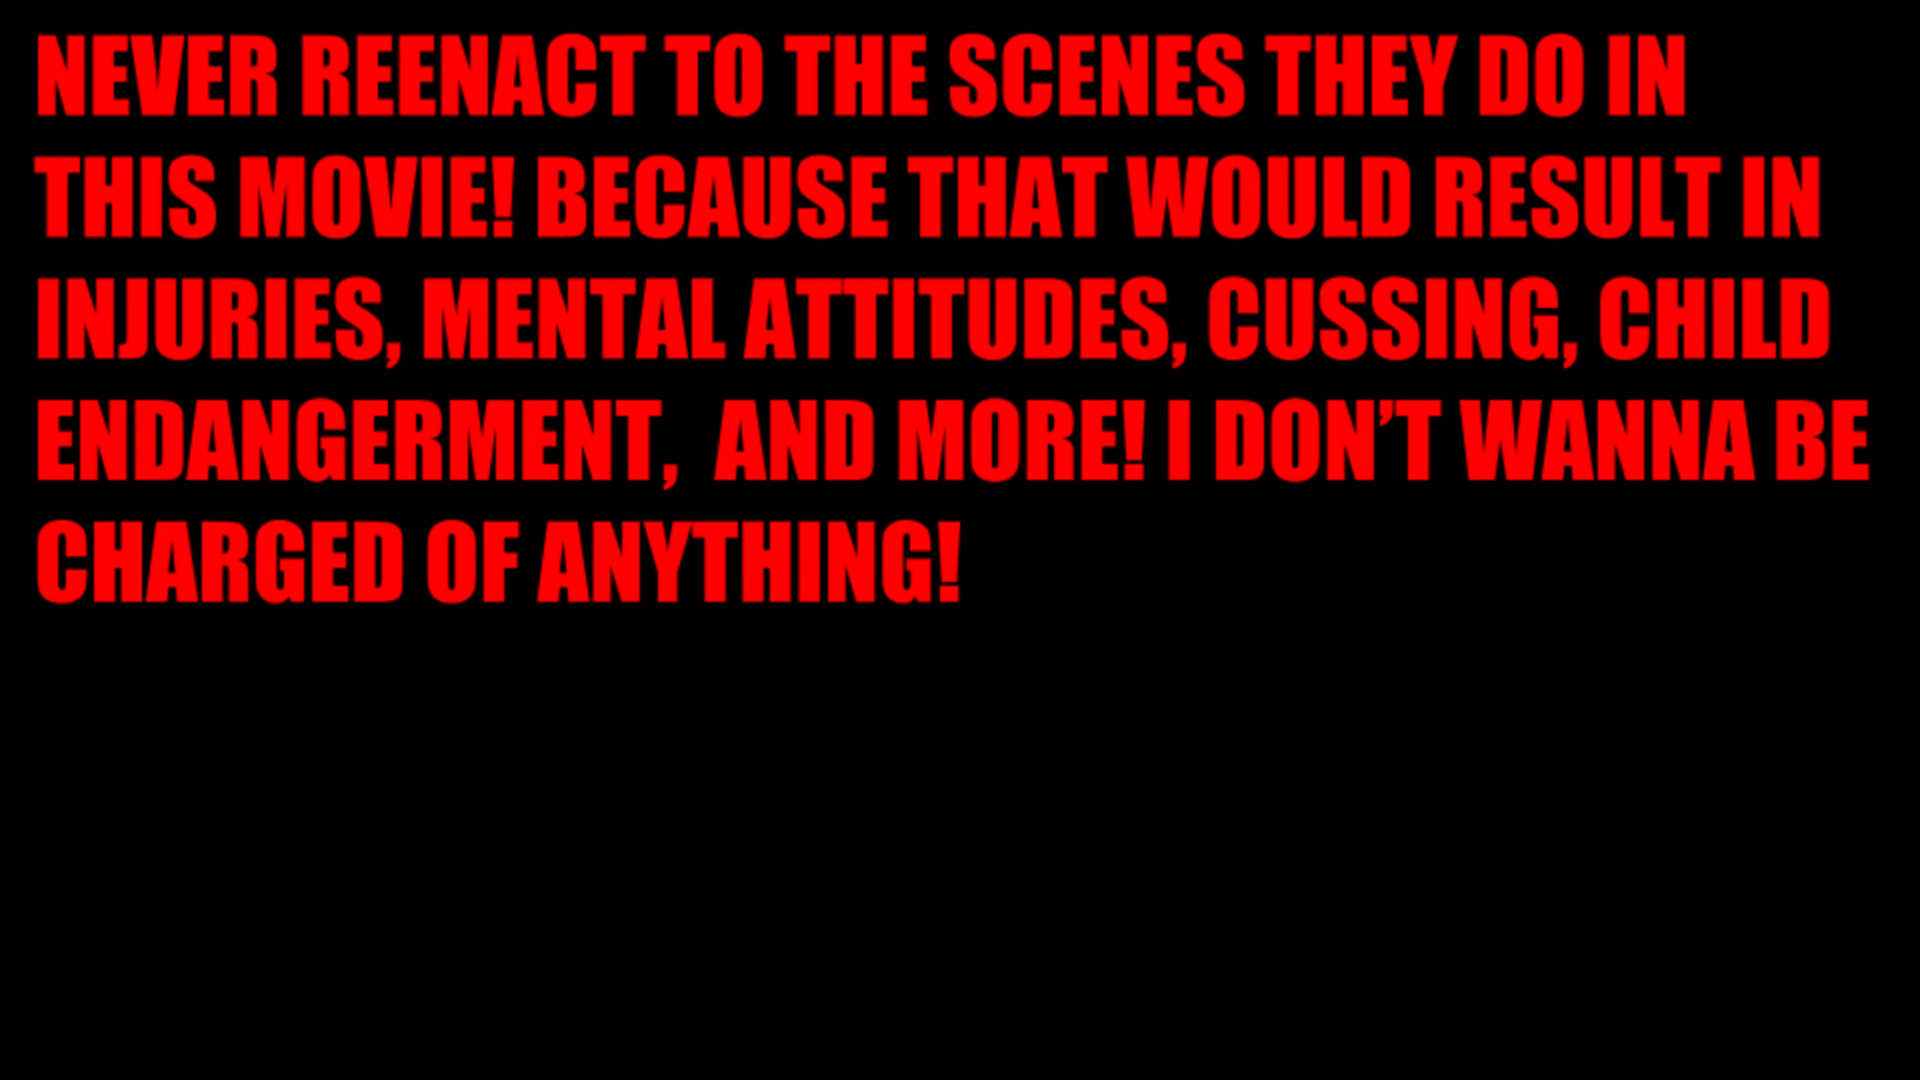 NEVER REENACT TO THE SCENES THEY DO IN
THIS MOVIE! BECAUSE THAT WOULD RESULT IN
INJURIES, MENTAL ATTITUDES, CUSSING, CHILD
ENDANGERMENT,  AND MORE! I DON’T WANNA BE
CHARGED OF ANYTHING!